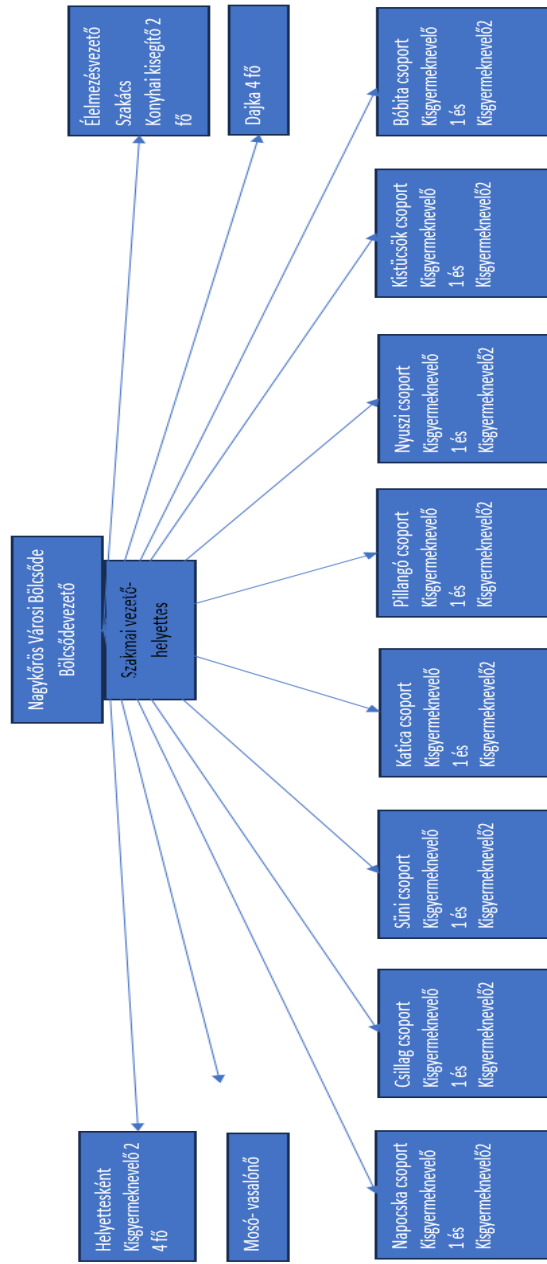 Nagykőrös Városi Bölcsőde
Bölcsődevezető
Szakmai vezető-
helyettes
Helyettesként
Kisgyermeknevelő 2
4 fő
Élelmezésvezető
Szakács
Konyhai kisegítő 2
fő
Mosó- vasalónő
Dajka 4 fő
Napocska csoport
Kisgyermeknevelő
1 és
Kisgyermeknevelő2
Csillag csoport
Kisgyermeknevelő
1 és
Kisgyermeknevelő2
Süni csoport
Kisgyermeknevelő
1 és
Kisgyermeknevelő2
Katica csoport
Kisgyermeknevelő
1 és
Kisgyermeknevelő2
Pillangó csoport
Kisgyermeknevelő
1 és
Kisgyermeknevelő2
Nyuszi csoport
Kisgyermeknevelő
1 és
Kisgyermeknevelő2
Kistücsök csoport
Kisgyermeknevelő
1 és
Kisgyermeknevelő2
Bóbita csoport
Kisgyermeknevelő
1 és
Kisgyermeknevelő2